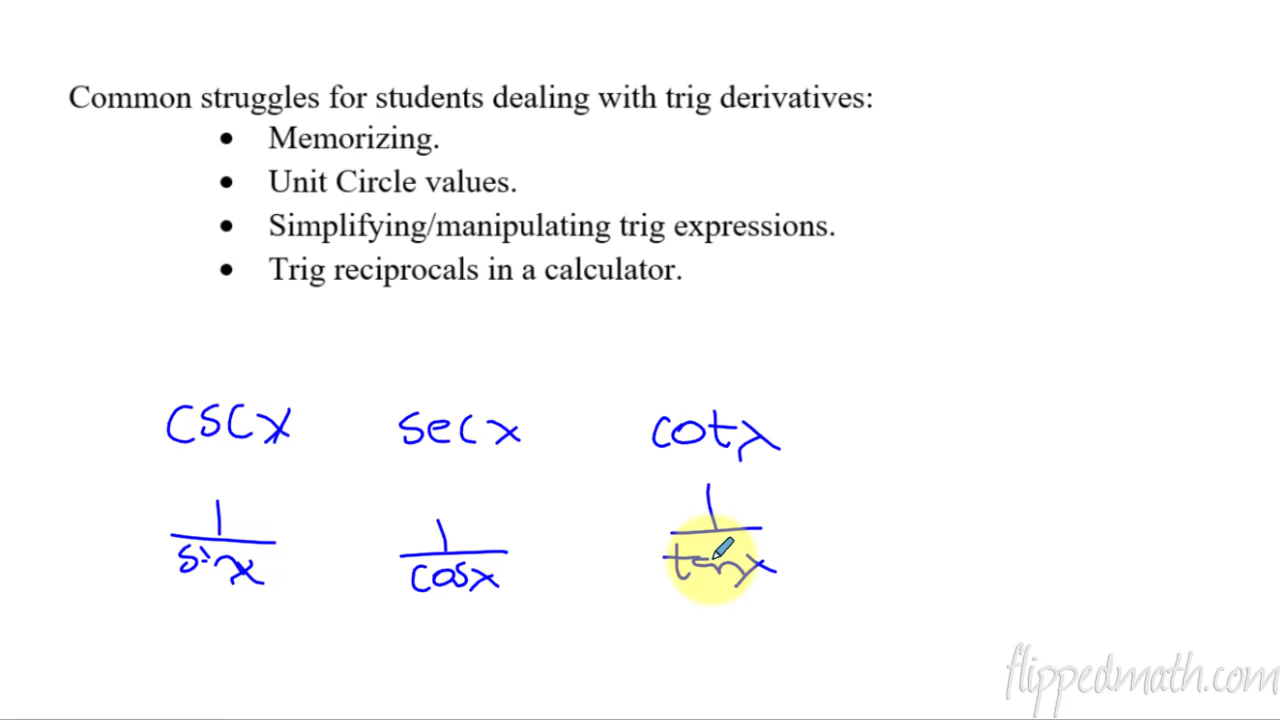 Common struggles for students dealing with trig derivatives:
• Memorizing.
• Unit Circle values.
• Simplifying/manipulating trig expressions.
• Trig reciprocals in a calculator.
csc x sec x cot x
1 1 1
sin x cos x tan x
flippedmath.com